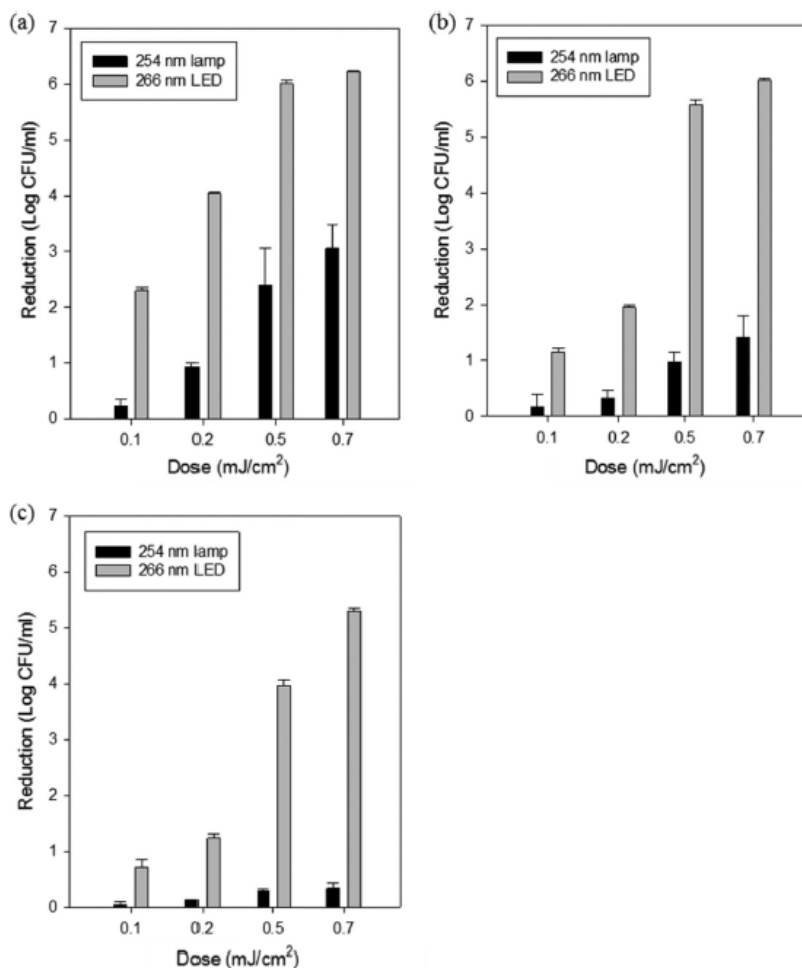 (a)
7
6
5
4
3
2
1
0
Reduction (Log CFU/ml)
254 nm lamp
266 nm LED
0.1 0.2 0.5 0.7
Dose (mJ/cm²)
(b)
7
6
5
4
3
2
1
0
Reduction (Log CFU/ml)
254 nm lamp
266 nm LED
0.1 0.2 0.5 0.7
Dose (mJ/cm²)
(c)
7
6
5
4
3
2
1
0
Reduction (Log CFU/ml)
254 nm lamp
266 nm LED
0.1 0.2 0.5 0.7
Dose (mJ/cm²)